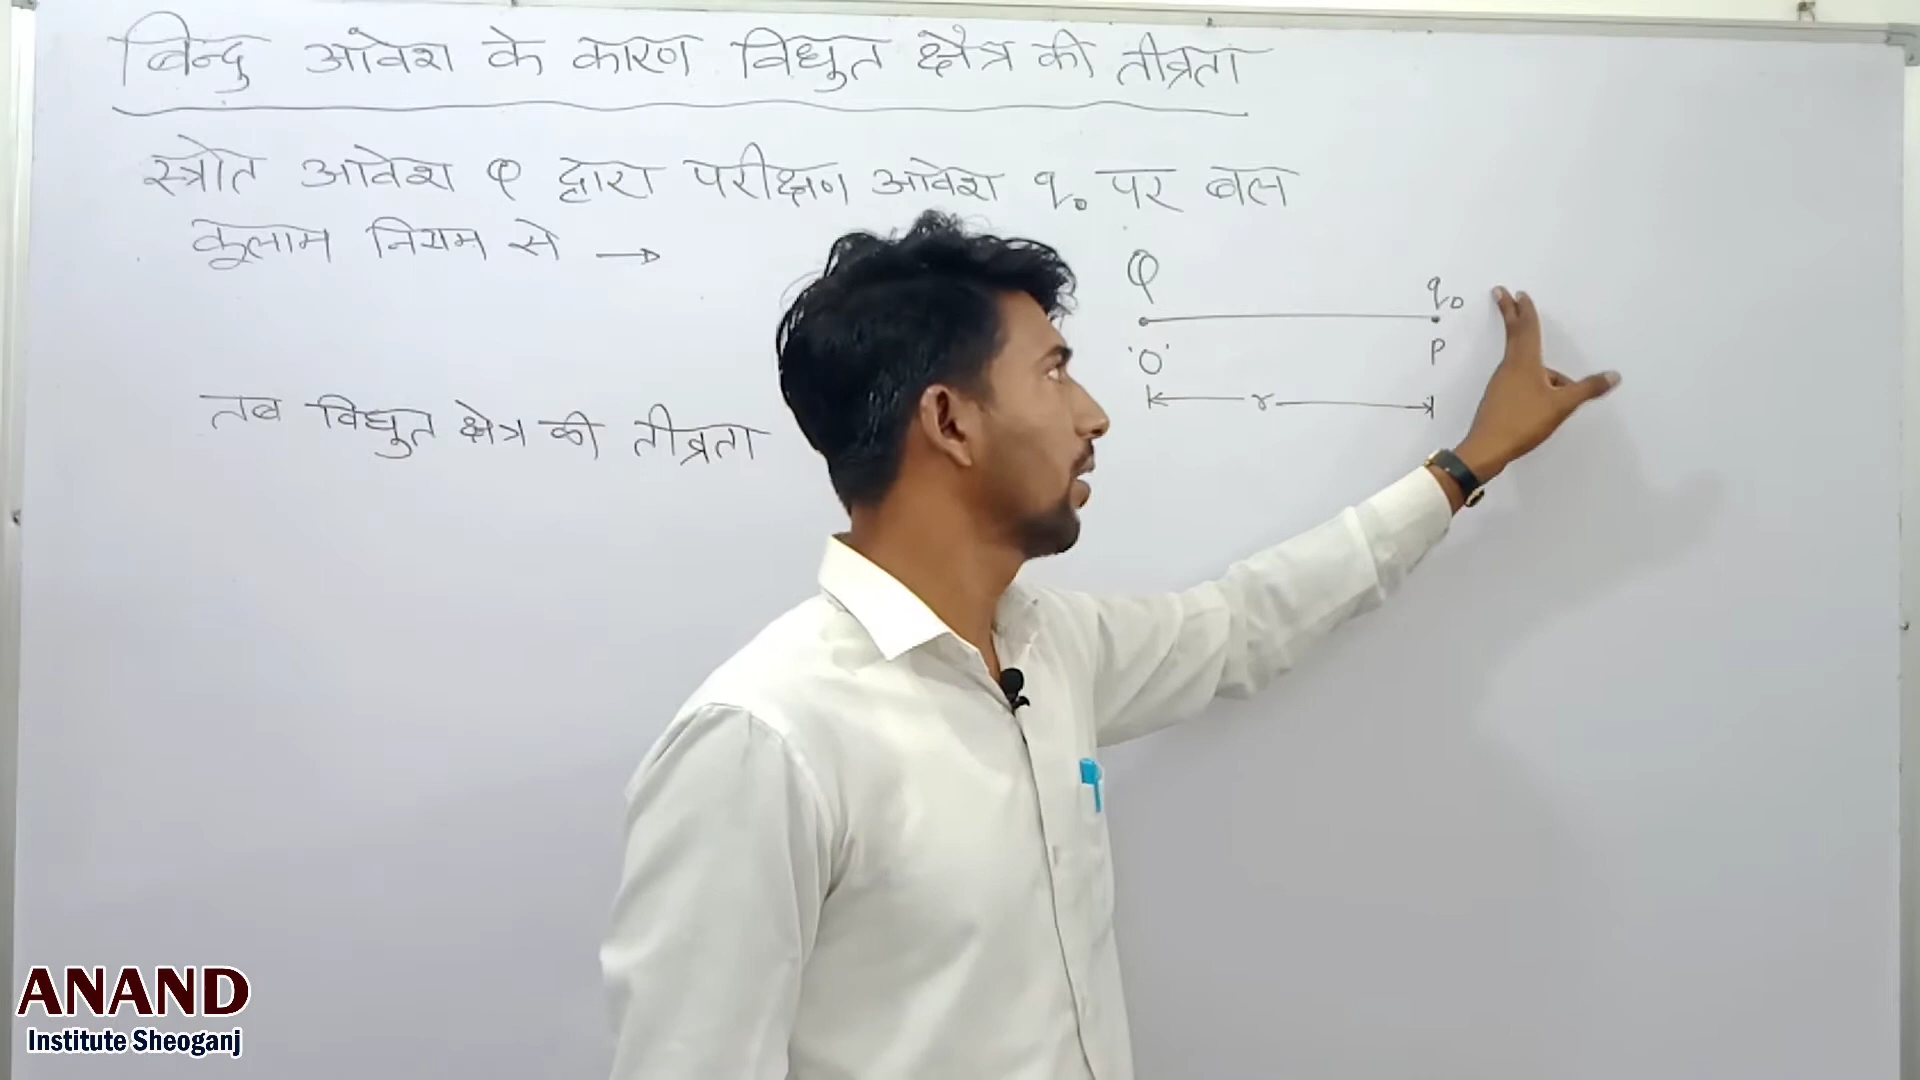 बिन्दु आवेश के कारण विधुत क्षैत्र की तीव्रता
स्त्रोत आवेश Q द्वारा परीक्षण आवेश q₀ पर बल
कूलाम नियम से →
Q
q₀
'O'
P
r
तब विधुत क्षेत्र की तीव्रता
ANAND
Institute Sheoganj